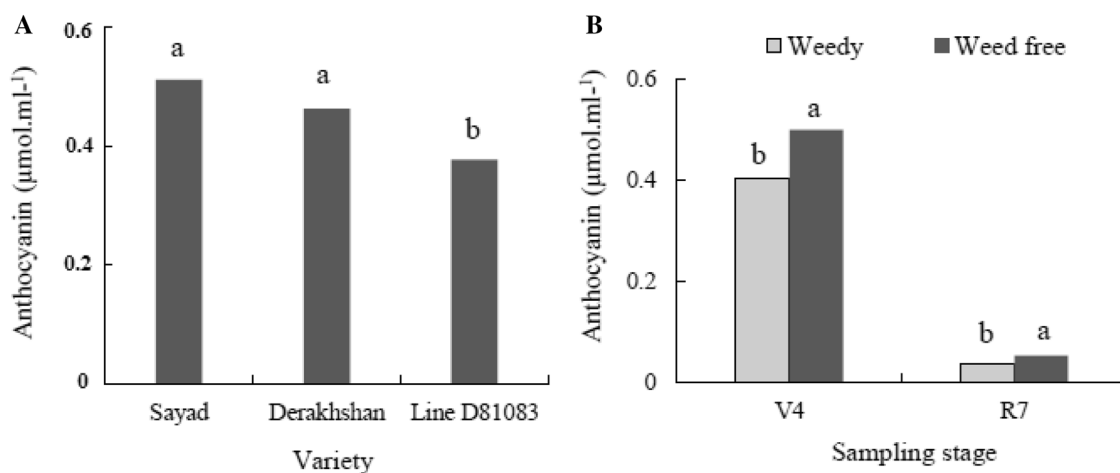 A
Anthocyanin (µmol.ml-¹)
0.6
0.4
0.2
0
a
a
b
Sayad
Derakhshan
Line D81083
Variety
B
Weedy
Weed free
Anthocyanin (µmol.ml-¹)
0.6
0.4
0.2
0
b
a
b
a
V4
R7
Sampling stage